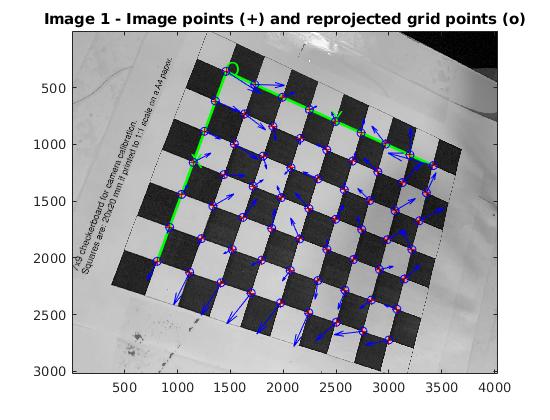 Image 1 - Image points (+) and reprojected grid points (o)
7x9 checkerboard for camera calibration.
Squares are: 20x20 mm if printed to 1:1 scale on a A4 paper.
O
X
Y
500
1000
1500
2000
2500
3000
500
1000
1500
2000
2500
3000
3500
4000